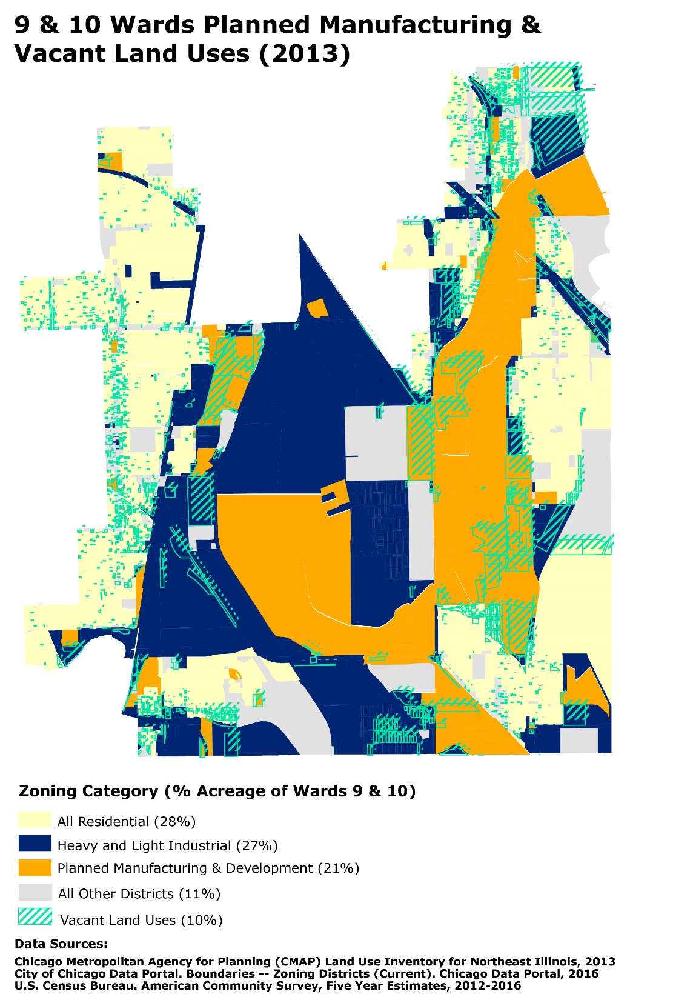 9 & 10 Wards Planned Manufacturing &
Vacant Land Uses (2013)
Zoning Category (% Acreage of Wards 9 & 10)
All Residential (28%)
Heavy and Light Industrial (27%)
Planned Manufacturing & Development (21%)
All Other Districts (11%)
Vacant Land Uses (10%)
Data Sources:
Chicago Metropolitan Agency for Planning (CMAP) Land Use Inventory for Northeast Illinois, 2013
City of Chicago Data Portal. Boundaries -- Zoning Districts (Current). Chicago Data Portal, 2016
U.S. Census Bureau. American Community Survey, Five Year Estimates, 2012-2016